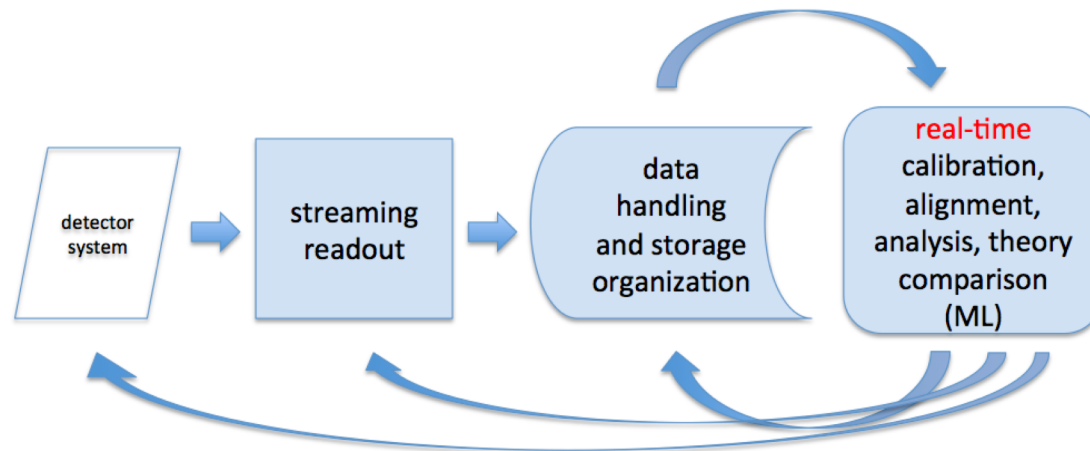 detector
system
streaming
readout
data
handling
and storage
organization
real-time
calibration,
alignment,
analysis, theory
comparison
(ML)